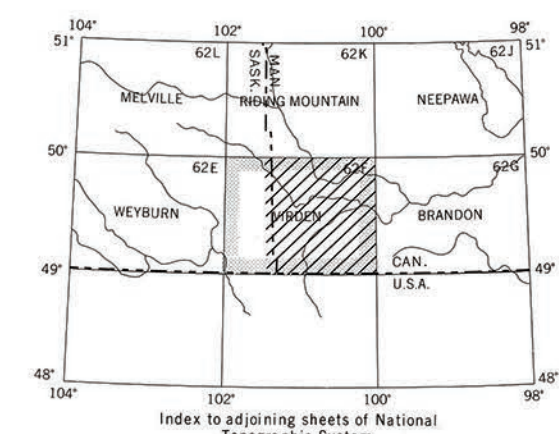 104° 102° 100° 98°
51° 62L 62K 62J 51°
SASK. MAN.
MELVILLE RIDING MOUNTAIN NEEPAWA
50° 62E 62F 62G 50°
WEYBURN VIRDEN BRANDON
49° CAN. 49°
U.S.A.
48° 48°
104° 102° 100° 98°
Index to adjoining sheets of National
Topographic System